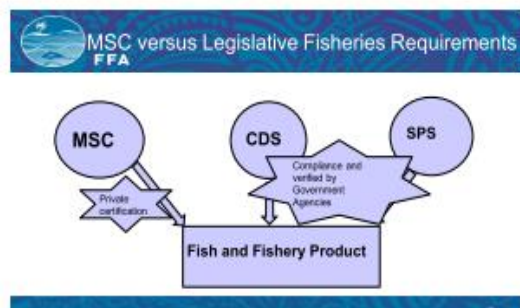 MSC versus Legislative Fisheries Requirements
FFA
MSC
CDS
SPS
Private
certification
Compliance and
verified by
Government
Agencies
Fish and Fishery Product